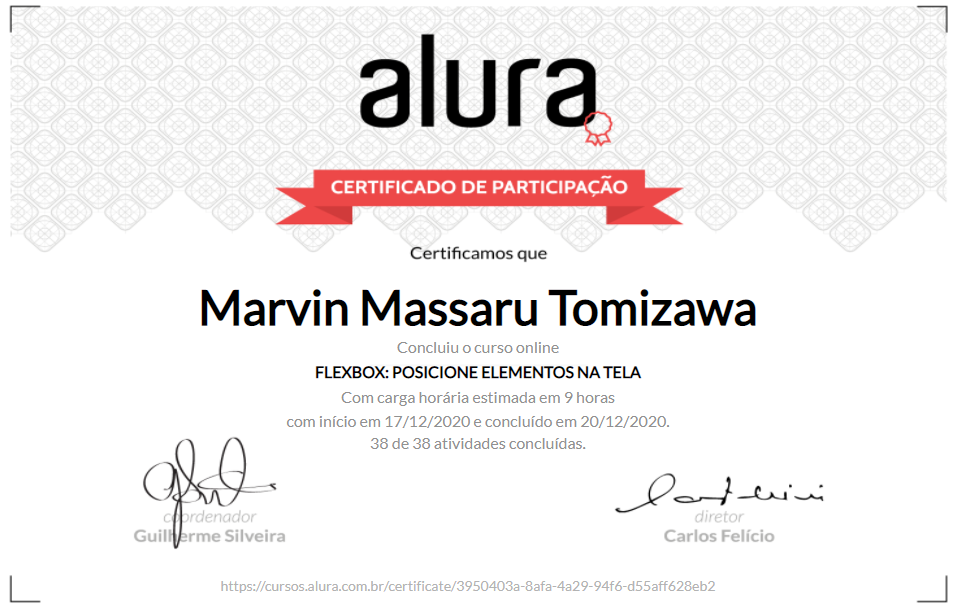 alura
CERTIFICADO DE PARTICIPAÇÃO
Certificamos que
Marvin Massaru Tomizawa
Concluiu o curso online
FLEXBOX: POSICIONE ELEMENTOS NA TELA
Com carga horária estimada em 9 horas
com início em 17/12/2020 e concluído em 20/12/2020.
38 de 38 atividades concluídas.
coordenador
Guilherme Silveira
diretor
Carlos Felício
https://cursos.alura.com.br/certificate/3950403a-8afa-4a29-94f6-d55aff628eb2